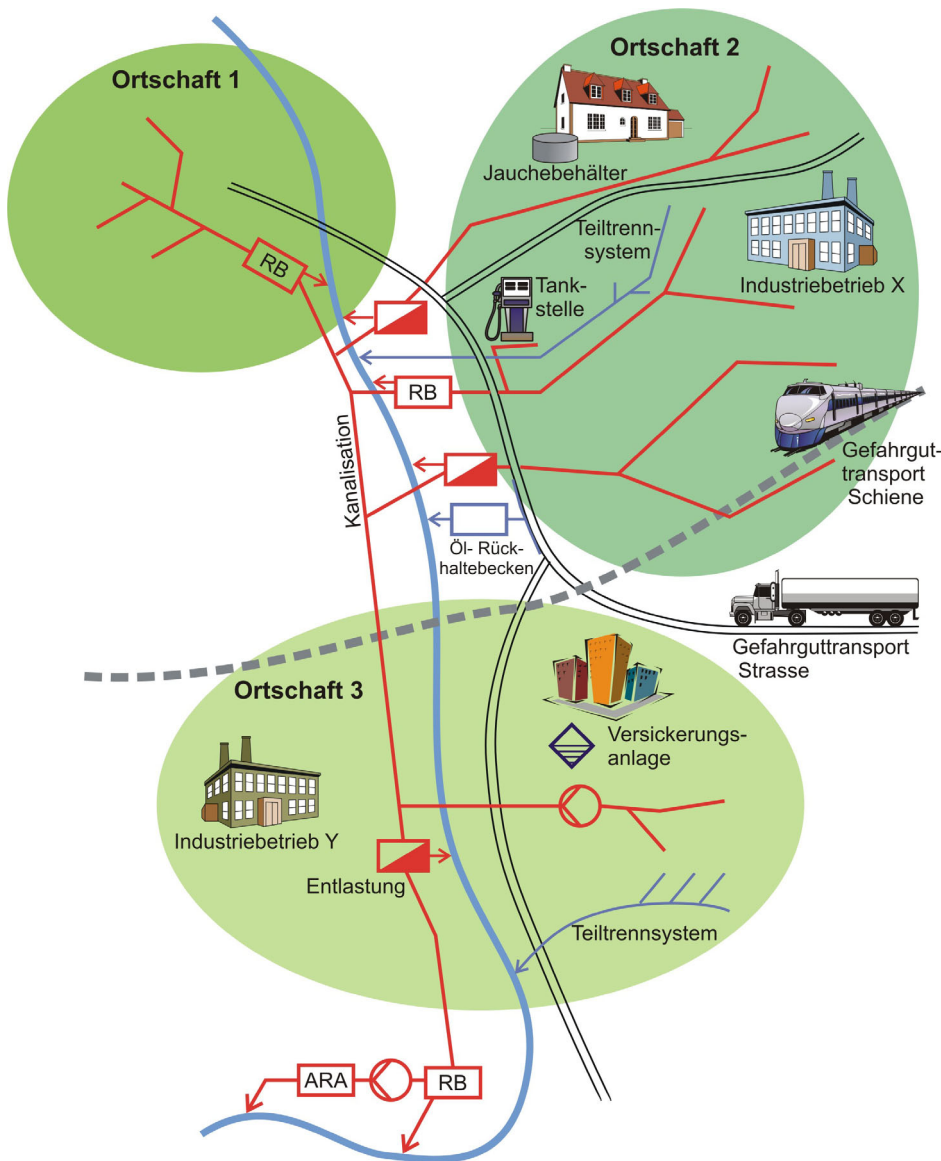 Ortschaft 2
Ortschaft 1
Jauchebehälter
RB
Teiltrenn-
system
Tank-
stelle
Industriebetrieb X
RB
Kanalisation
Gefahrgut-
transport
Schiene
Öl- Rück-
haltebecken
Gefahrguttransport
Strasse
Ortschaft 3
Versickerungs-
anlage
Industriebetrieb Y
Entlastung
Teiltrennsystem
ARA
RB